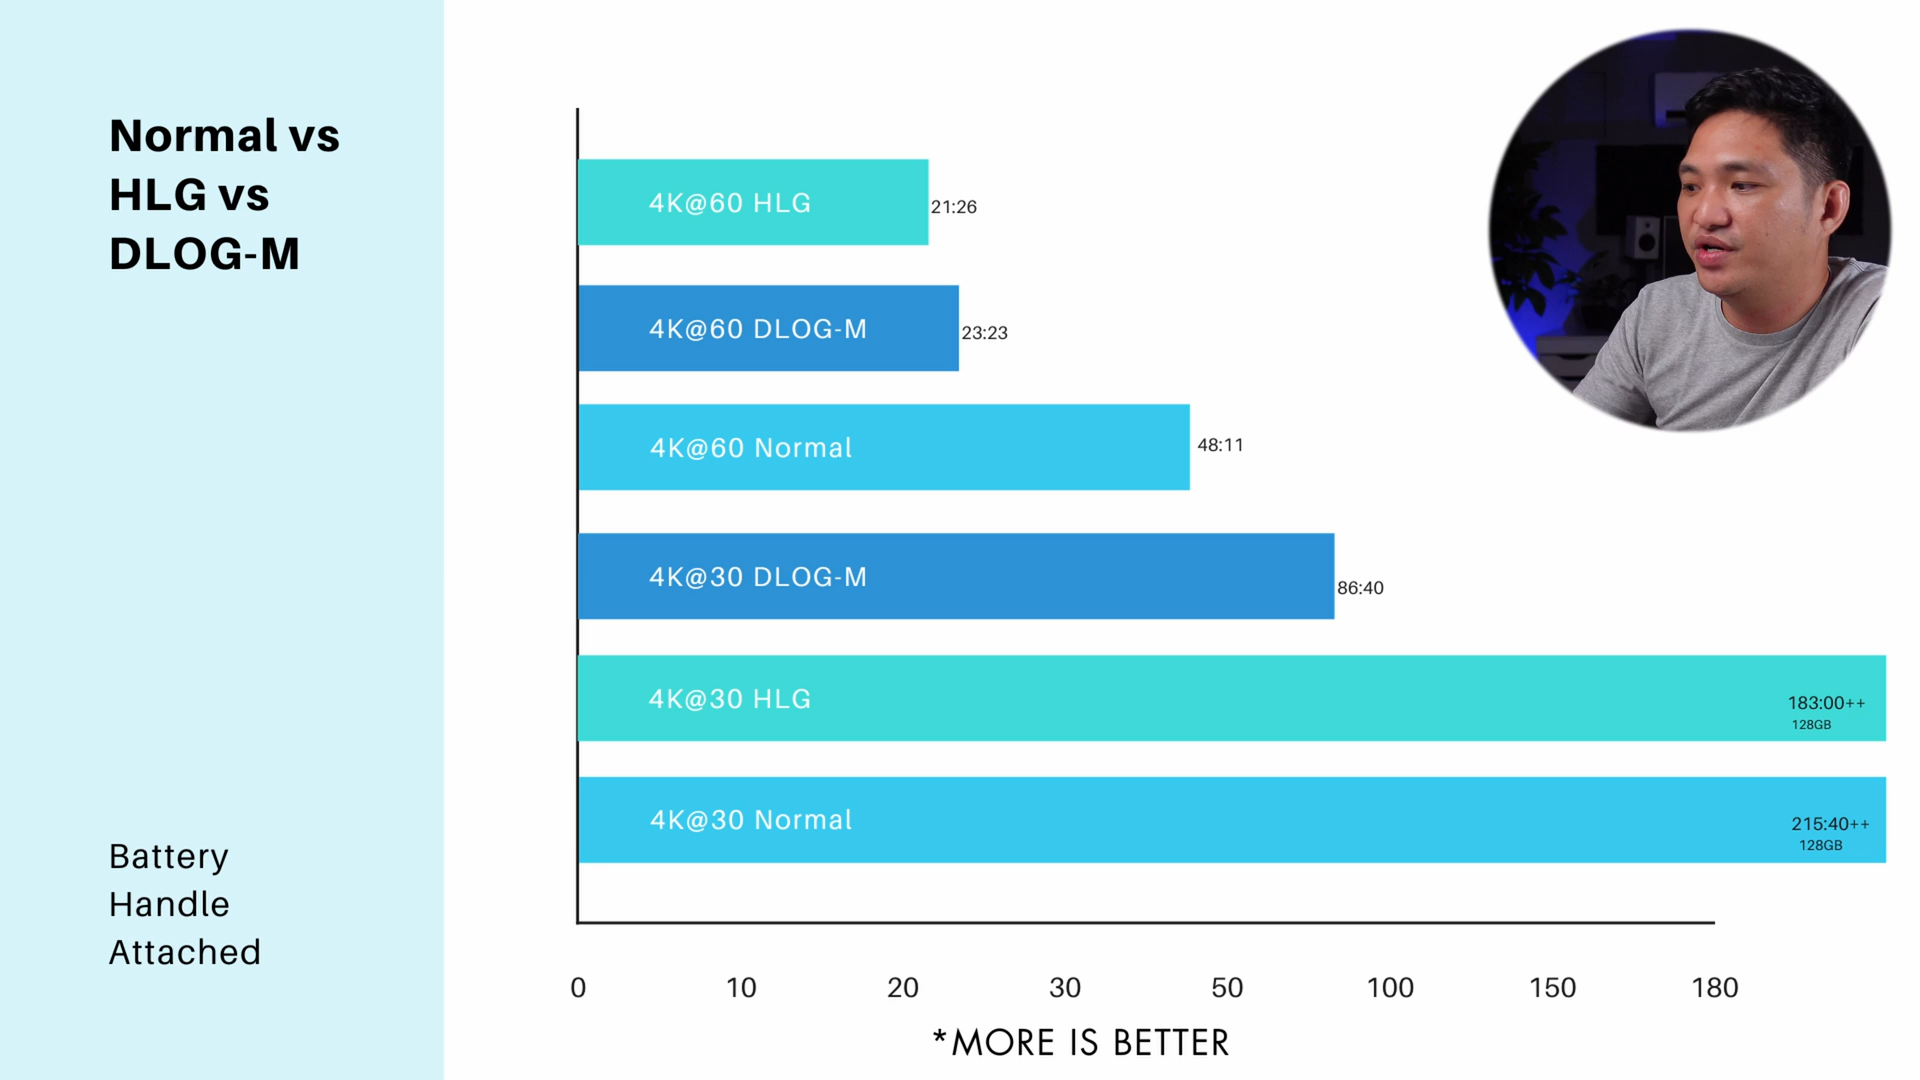 Normal vs
HLG vs
DLOG-M
4K@60 HLG
21:26
4K@60 DLOG-M
23:23
4K@60 Normal
48:11
4K@30 DLOG-M
86:40
4K@30 HLG
183:00++
128GB
4K@30 Normal
215:40++
128GB
Battery
Handle
Attached
0 10 20 30 50 100 150 180
*MORE IS BETTER